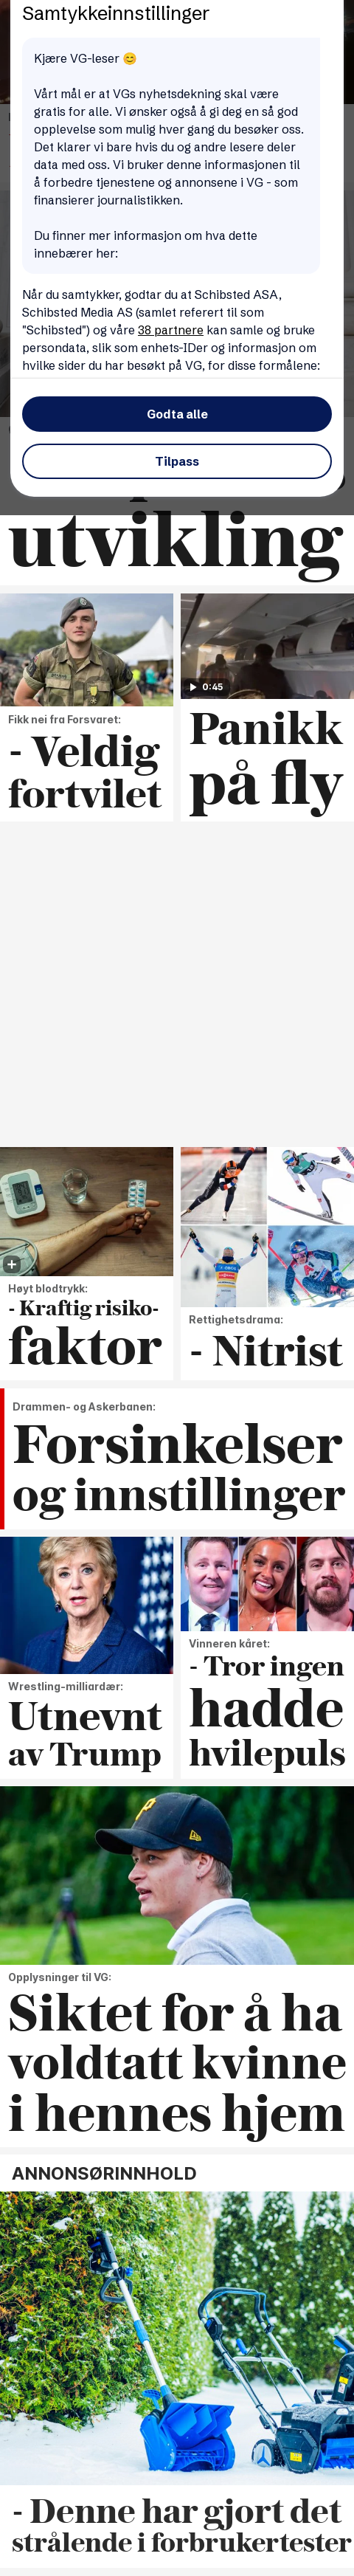 Samtykkeinnstillinger
Kjære VG-leser 😊
Vårt mål er at VGs nyhetsdekning skal være
gratis for alle. Vi ønsker også å gi deg en så god
opplevelse som mulig hver gang du besøker oss.
Det klarer vi bare hvis du og andre lesere deler
data med oss. Vi bruker denne informasjonen til
å forbedre tjenestene og annonsene i VG - som
finansierer journalistikken.
Du finner mer informasjon om hva dette
innebærer her:
Når du samtykker, godtar du at Schibsted ASA,
Schibsted Media AS (samlet referert til som
"Schibsted") og våre 38 partnere kan samle og bruke
persondata, slik som enhets-IDer og informasjon om
hvilke sider du har besøkt på VG, for disse formålene:
Godta alle
Tilpass
utvikling
Fikk nei fra Forsvaret:
- Veldig
fortvilet
0:45
Panikk
på fly
Høyt blodtrykk:
- Kraftig risiko-
faktor
Rettighetsdrama:
- Nitrist
Drammen- og Askerbanen:
Forsinkelser
og innstillinger
Wrestling-milliardær:
Utnevnt
av Trump
Vinneren kåret:
- Tror ingen
hadde
hvilepuls
Opplysninger til VG:
Siktet for å ha
voldtatt kvinne
i hennes hjem
ANNONSØRINNHOLD
- Denne har gjort det
strålende i forbrukertester